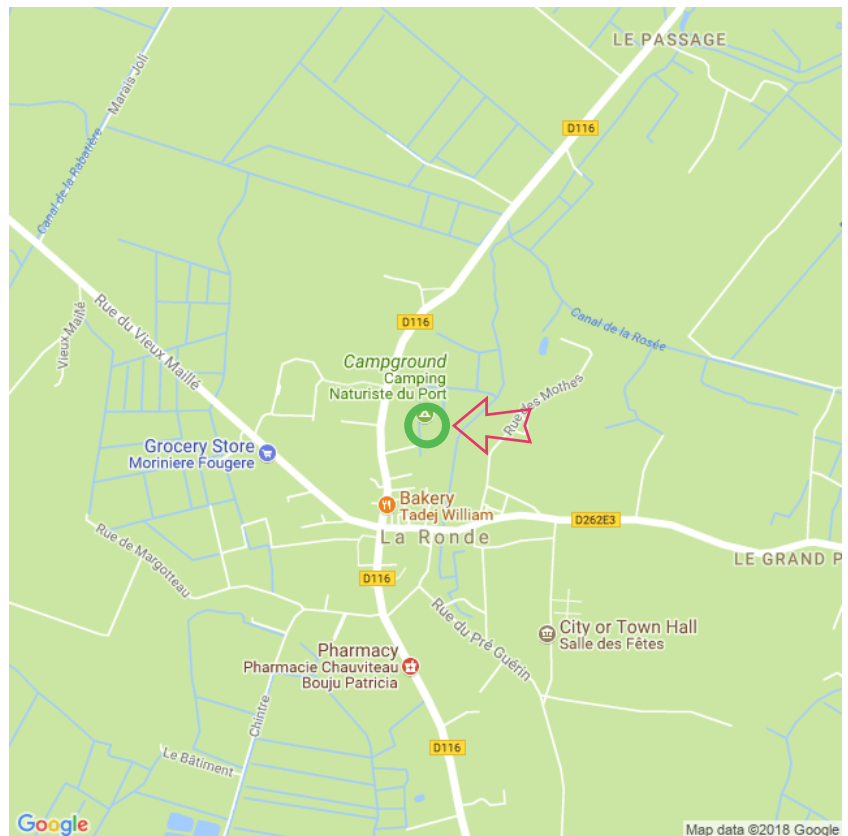 LE PASSAGE
Marais Joli
D116
Canal de la Rabatière
Rue du Vieux Maillé
Vieux Maillé
D116
Canal de la Rosée
Campground
Camping
Naturiste du Port
Rue des Mothes
Grocery Store
Moriniere Fougere
Bakery
Tadej William
D262E3
La Ronde
Rue de Margotteau
LE GRAND P
D116
Rue du Pré Guérin
City or Town Hall
Salle des Fêtes
Pharmacy
Pharmacie Chauviteau
Bouju Patricia
Chintre
Le Bâtiment
D116
Google
Map data ©2018 Google